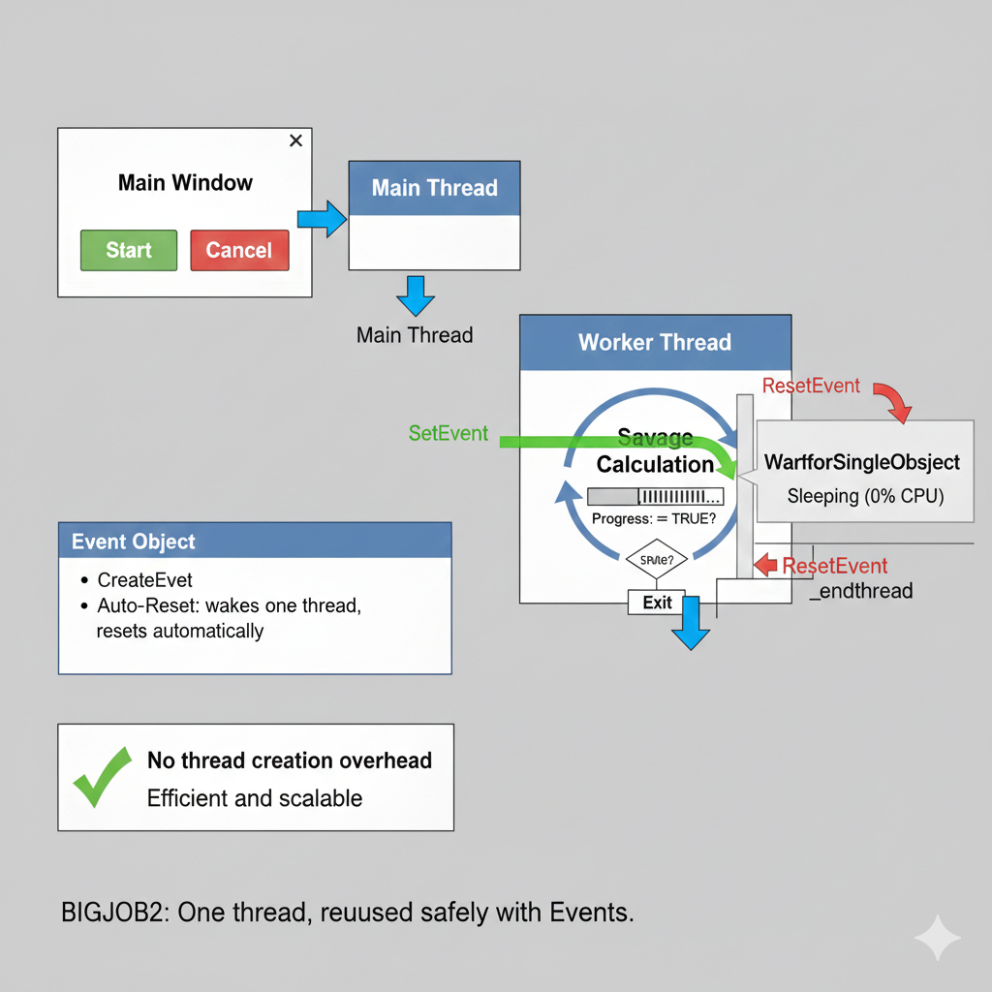 Main Window
Start
Cancel
Main Thread
Main Thread
Worker Thread
ResetEvent
SetEvent
Savage
Calculation
WartforSingleObsject
Sleeping (0% CPU)
Progress: = TRUE?
Event Object
• CreateEvet
• Auto-Reset: wakes one thread,
resets automatically
ResetEvent
_endthread
Exit
No thread creation overhead
Efficient and scalable
BIGJOB2: One thread, reuused safely with Events.